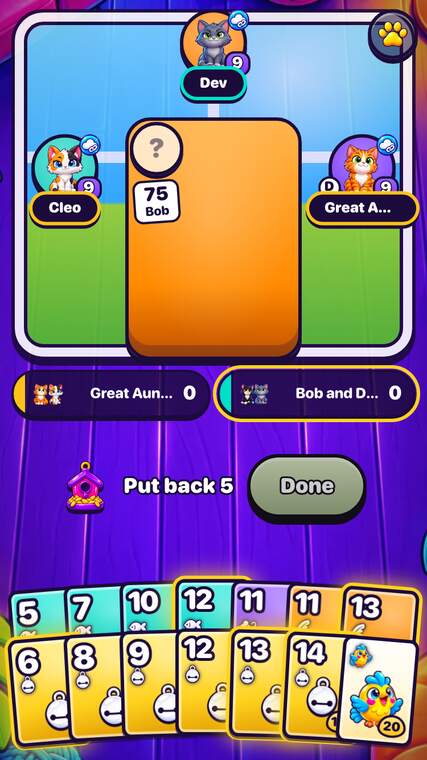 9
Dev
?
75
Bob
9
Cleo
D
9
Great A...
Great Aun... 0
Bob and D... 0
Put back 5
Done
5 7 10 12 11 11 13
6 8 9 12 13 14
20